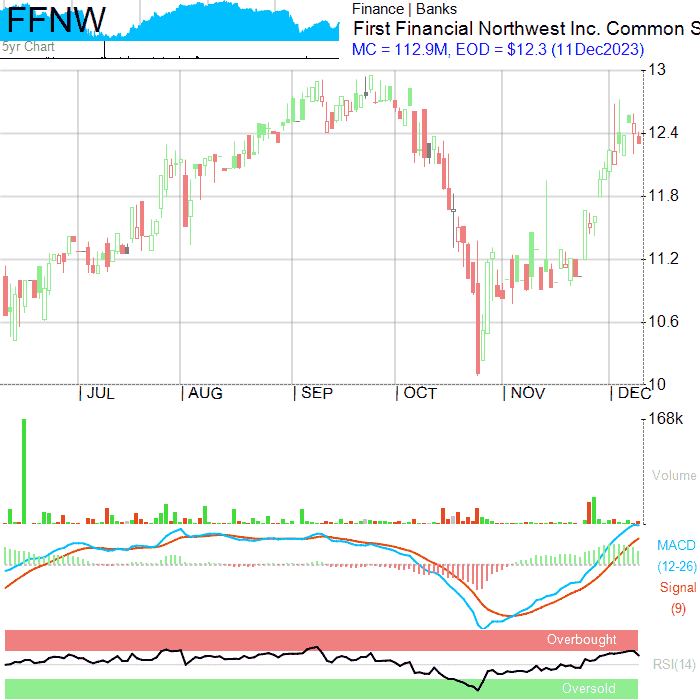 FFNW
5yr Chart
Finance | Banks
First Financial Northwest Inc. Common S
MC = 112.9M, EOD = $12.3 (11Dec2023)
13
12.4
11.8
11.2
10.6
10
JUL AUG SEP OCT NOV DEC
168k
Volume
MACD
(12-26)
Signal
(9)
Overbought
RSI(14)
Oversold